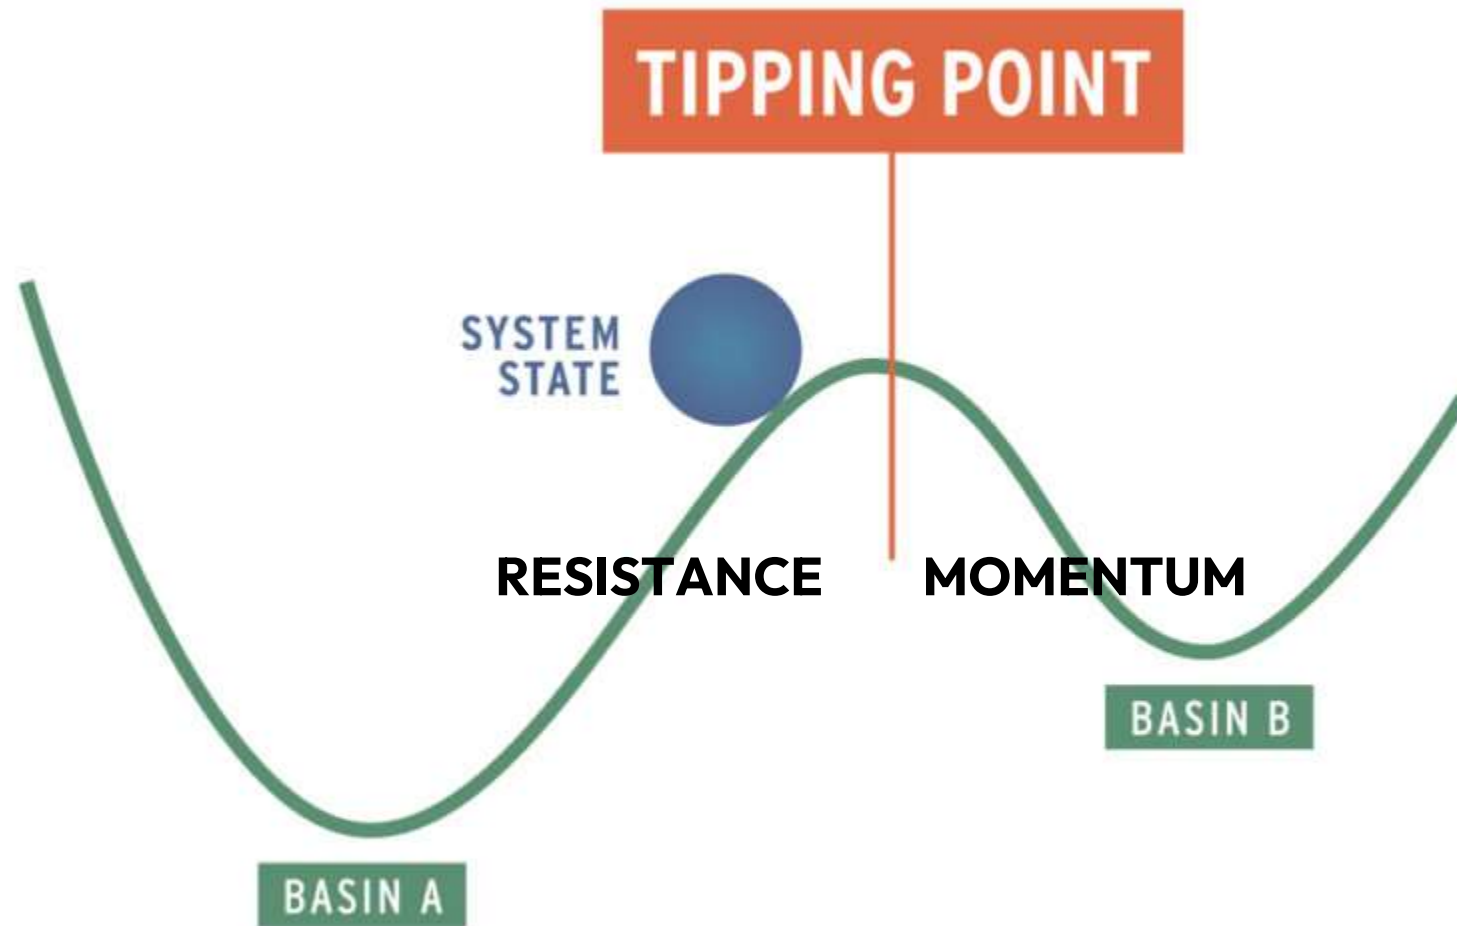 TIPPING POINT
SYSTEM
STATE
RESISTANCE
MOMENTUM
BASIN B
BASIN A